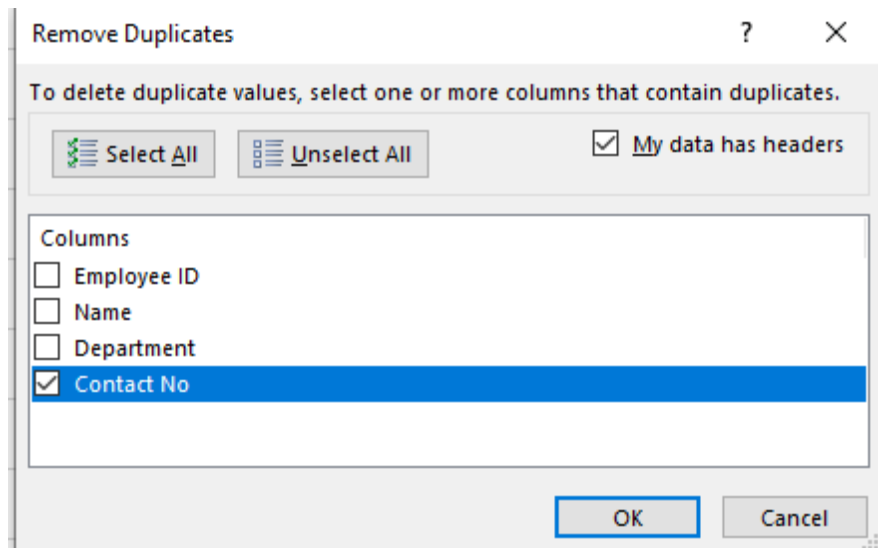 Remove Duplicates
?
To delete duplicate values, select one or more columns that contain duplicates.
Select All
Unselect All
My data has headers
Columns
Employee ID
Name
Department
Contact No
OK
Cancel